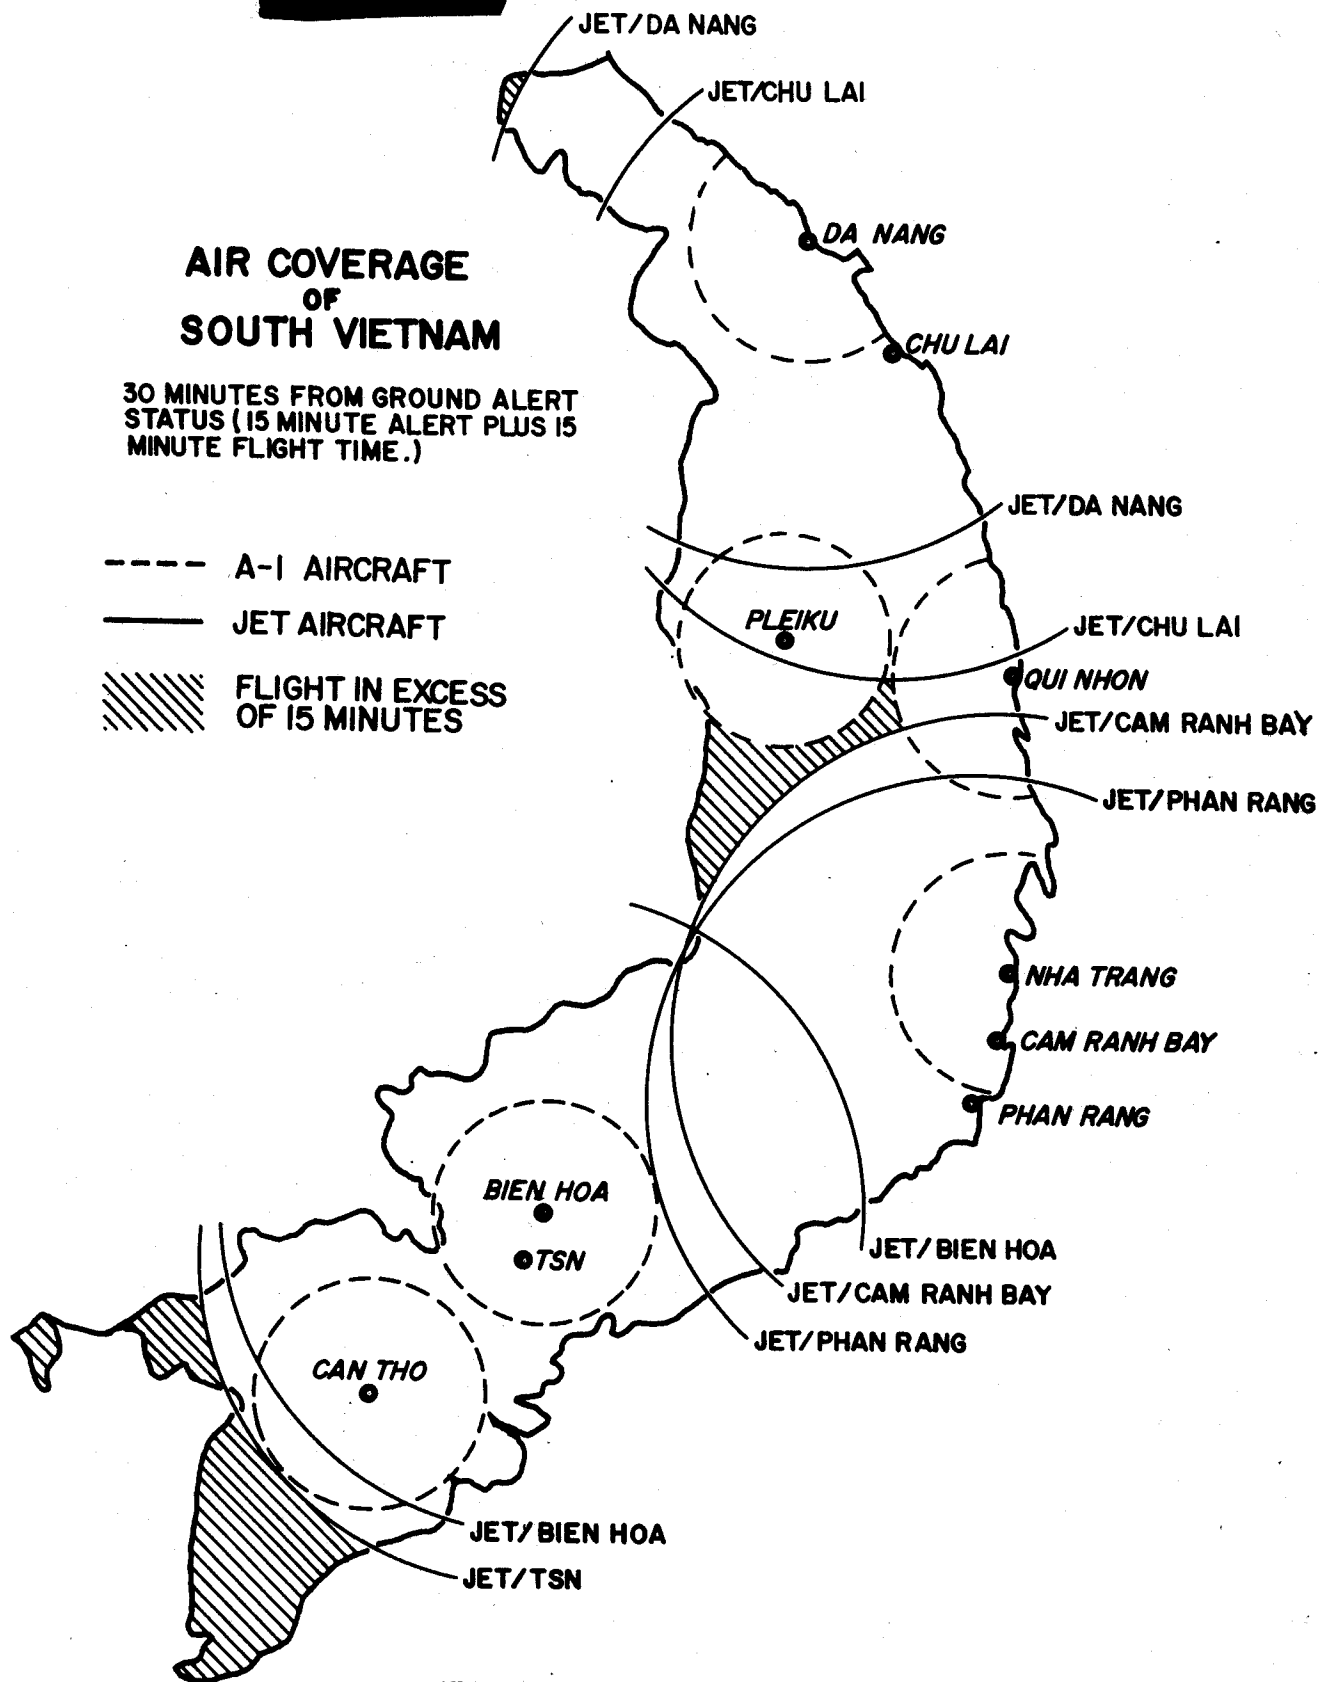 JET/DA NANG
JET/CHU LAI
DA NANG
AIR COVERAGE
OF
SOUTH VIETNAM
CHU LAI
30 MINUTES FROM GROUND ALERT
STATUS (15 MINUTE ALERT PLUS 15
MINUTE FLIGHT TIME.)
JET/DA NANG
A-1 AIRCRAFT
JET AIRCRAFT
PLEIKU
JET/CHU LAI
QUI NHON
FLIGHT IN EXCESS
OF 15 MINUTES
JET/CAM RANH BAY
JET/PHAN RANG
NHA TRANG
CAM RANH BAY
PHAN RANG
BIEN HOA
TSN
JET/BIEN HOA
JET/CAM RANH BAY
JET/PHAN RANG
CAN THO
JET/BIEN HOA
JET/TSN